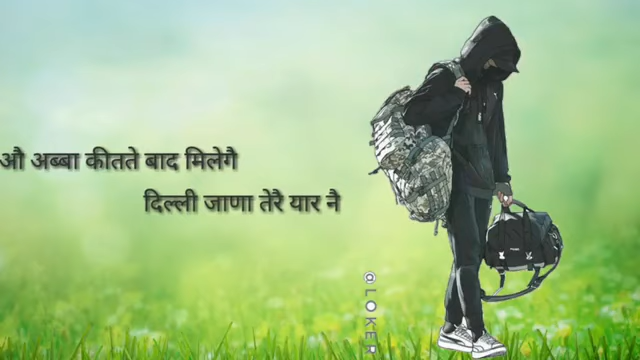 औ अब्बा कीतते बाद मिलेगै
दिल्ली जाणा तेरै यार नै
@LOKER